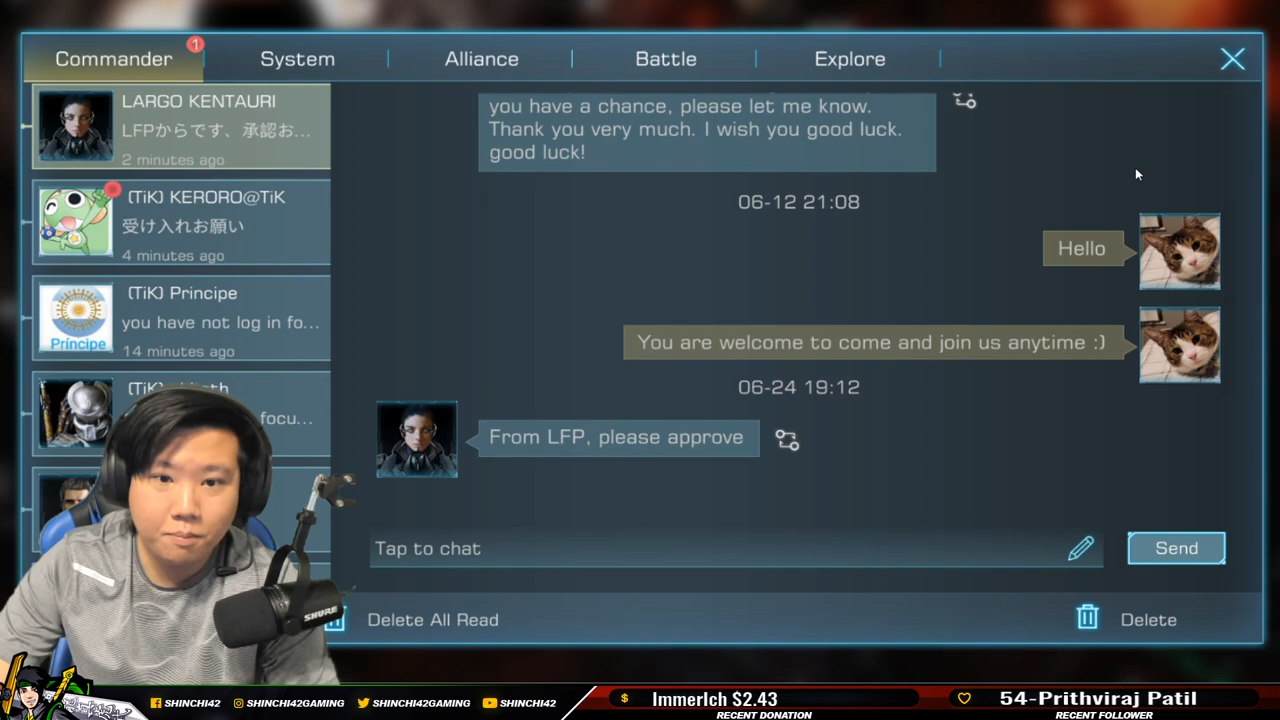 Commander
1
System
Alliance
Battle
Explore
LARGO KENTAURI
LFPからです、承認お...
2 minutes ago
(TiK) KERORO@TiK
受け入れお願い
4 minutes ago
Príncipe
(TiK) Principe
you have not log in fo...
14 minutes ago
(TiK)
focu...
you have a chance, please let me know.
Thank you very much. I wish you good luck.
good luck!
06-12 21:08
Hello
You are welcome to come and join us anytime :)
06-24 19:12
From LFP, please approve
Tap to chat
Send
Delete All Read
Delete
SHURE
SHINCHI42
SHINCHI42GAMING
SHINCHI42GAMING
SHINCHI42
$
ImmerIch $2.43
RECENT DONATION
54-Prithviraj Patil
RECENT FOLLOWER